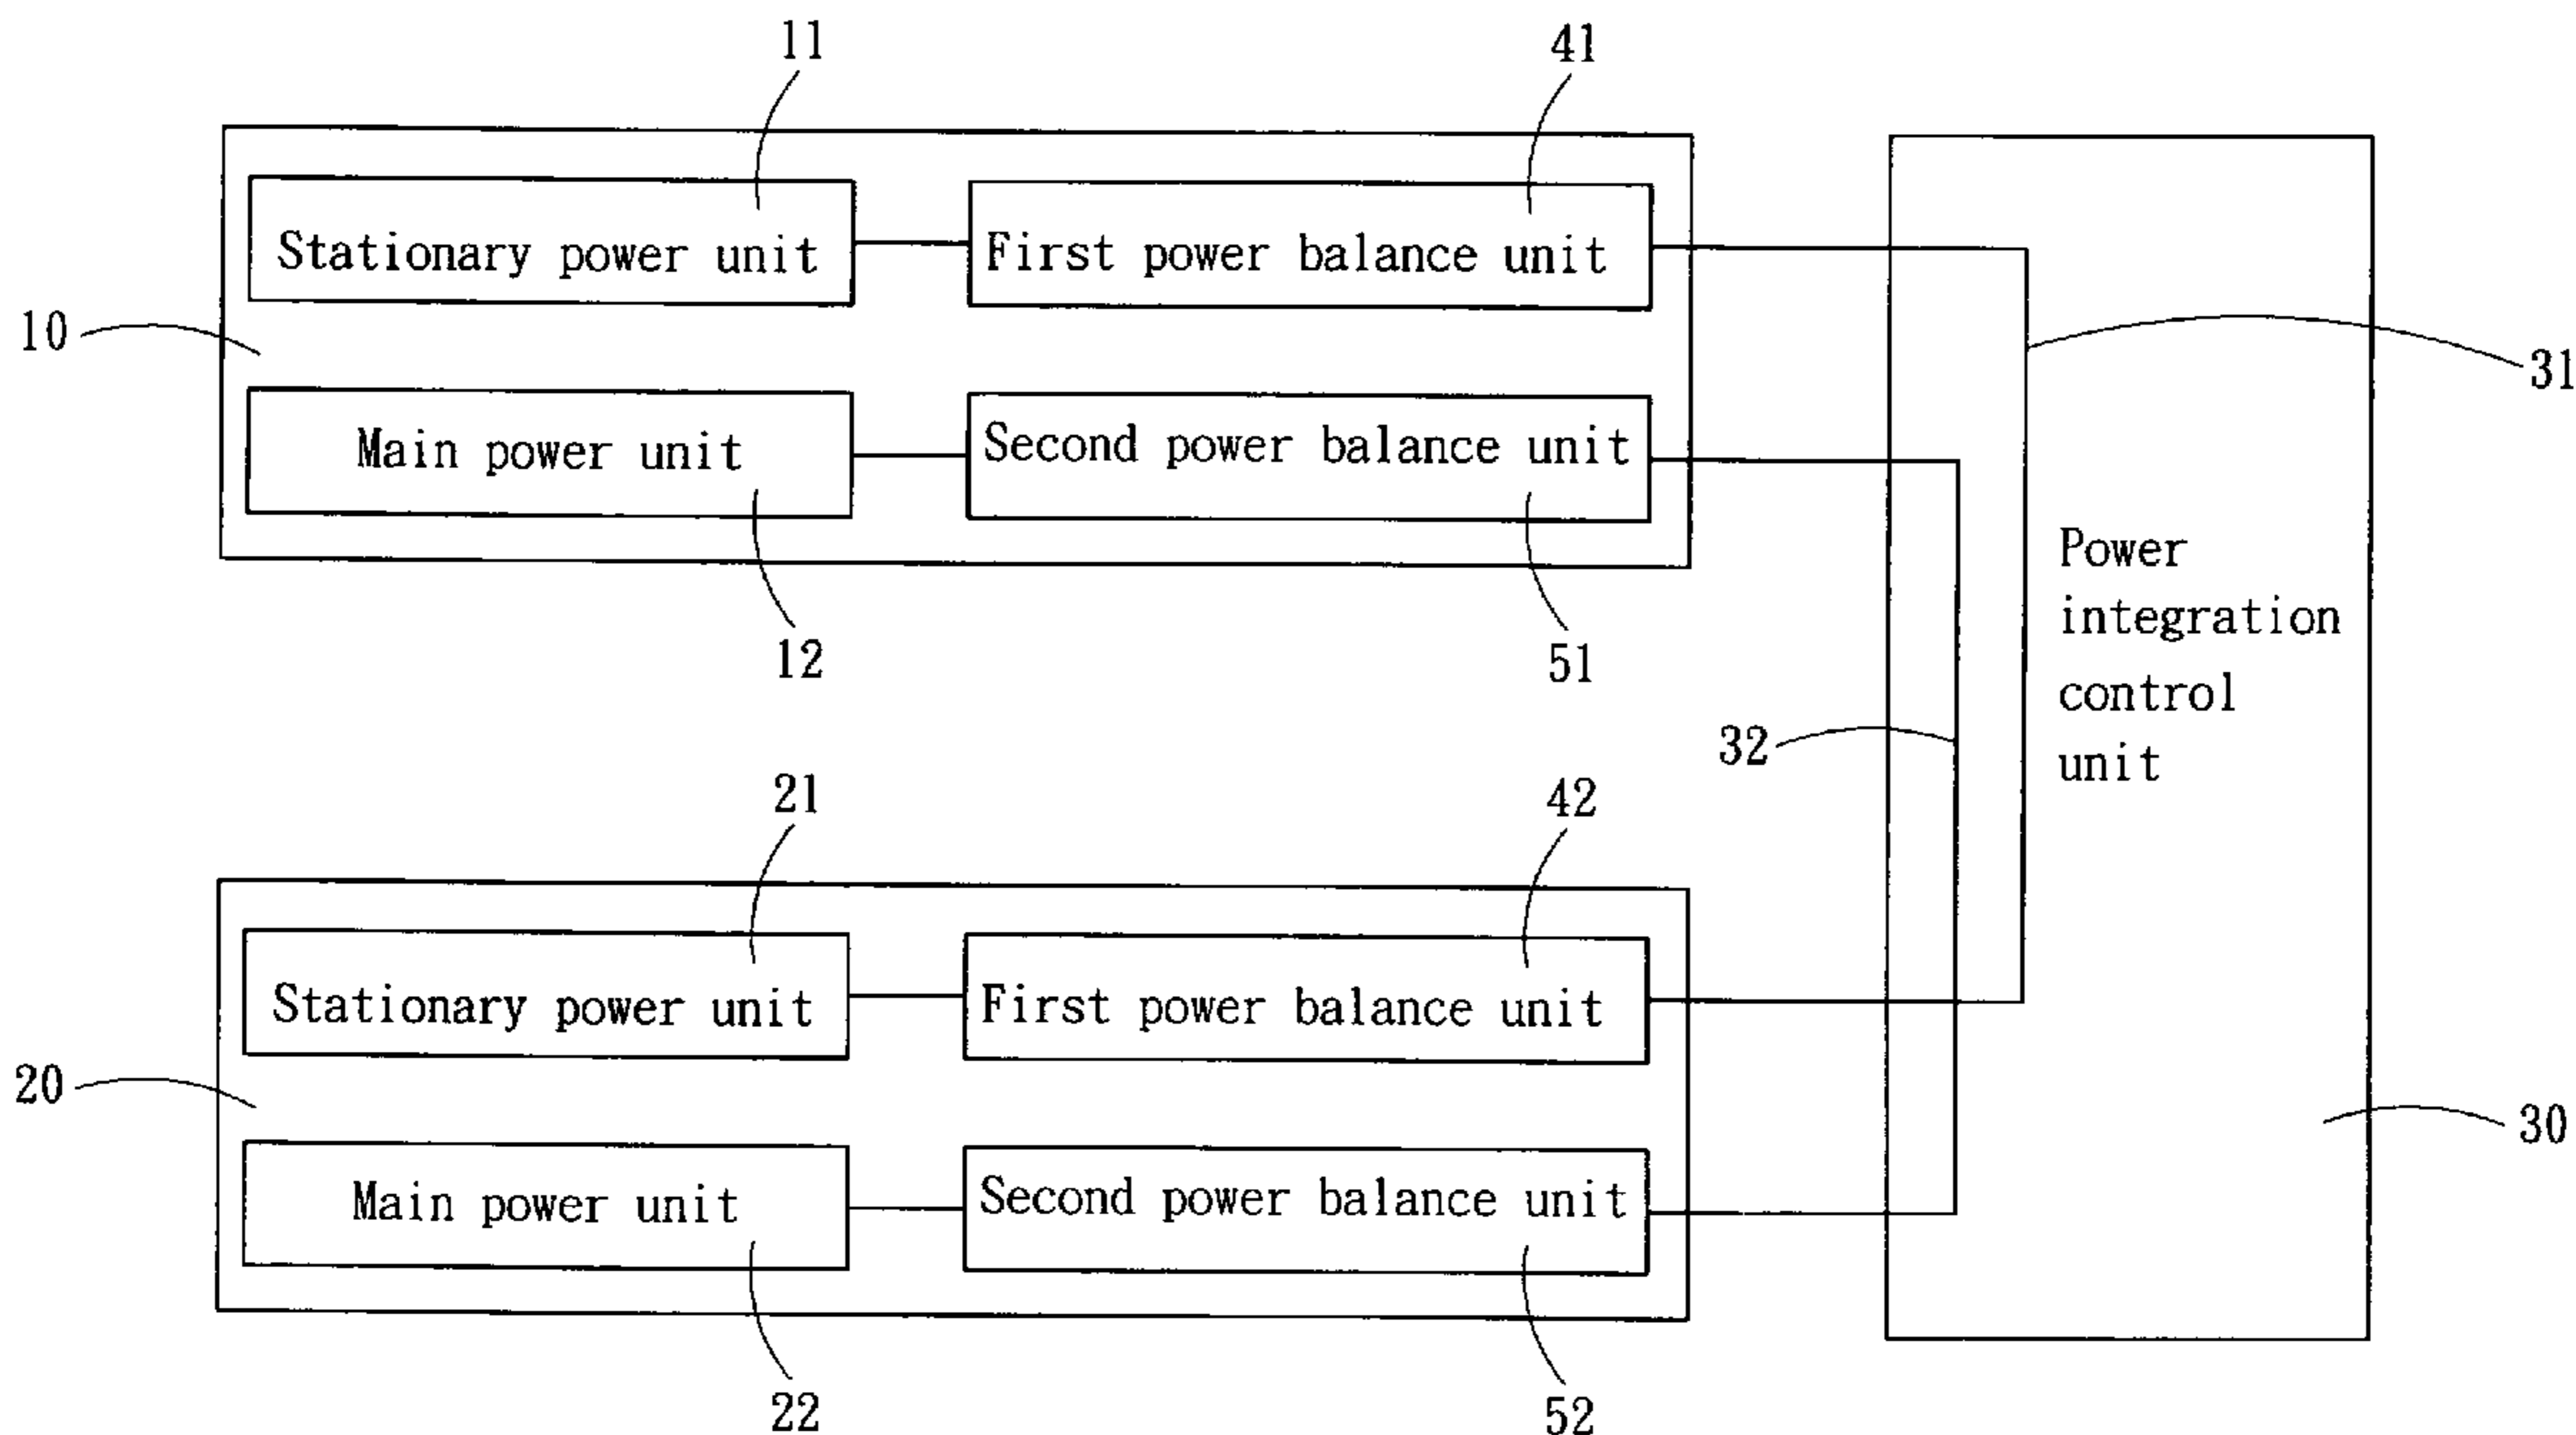 11
41
Stationary power unit
First power balance unit
10
31
Main power unit
Second power balance unit
Power
integration
control
unit
12
51
32
21
42
Stationary power unit
First power balance unit
20
30
Main power unit
Second power balance unit
22
52